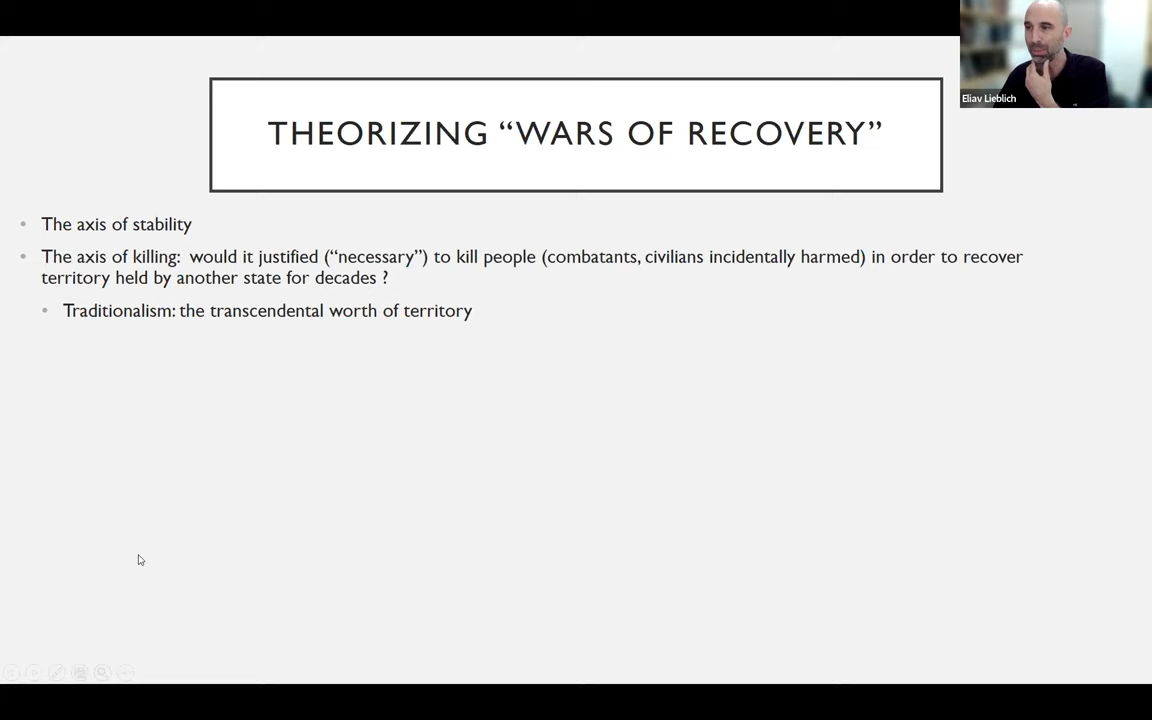 Eliav Lieblich
THEORIZING “WARS OF RECOVERY”
• The axis of stability
• The axis of killing: would it justified (“necessary”) to kill people (combatants, civilians incidentally harmed) in order to recover
territory held by another state for decades ?
• Traditionalism: the transcendental worth of territory